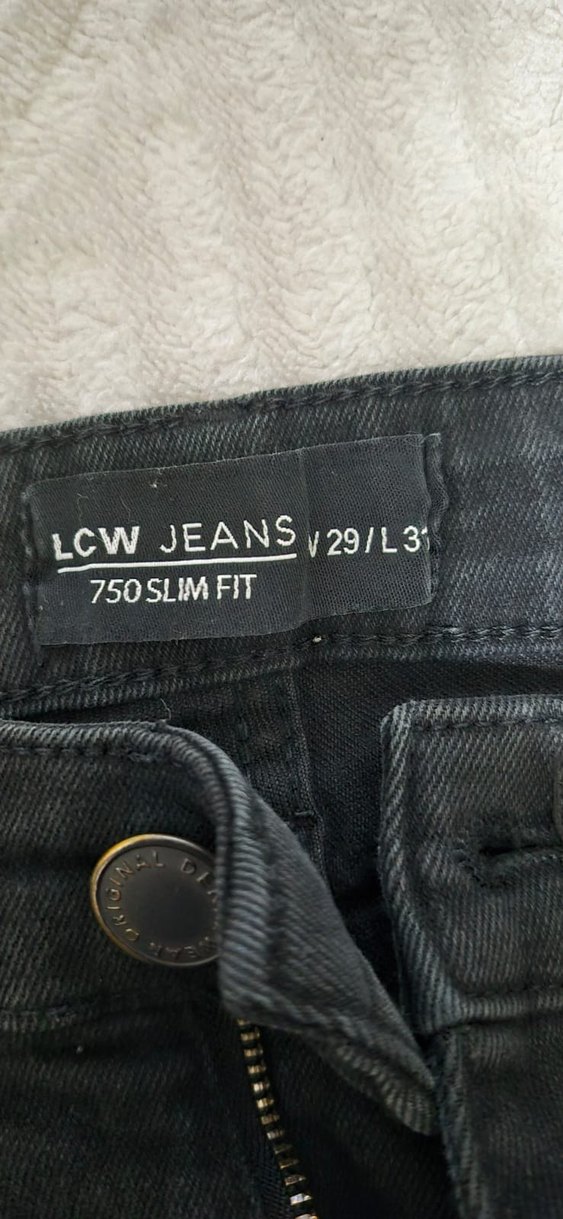 LCW JEANS
750 SLIM FIT
W 29 / L 31
ORIGINAL